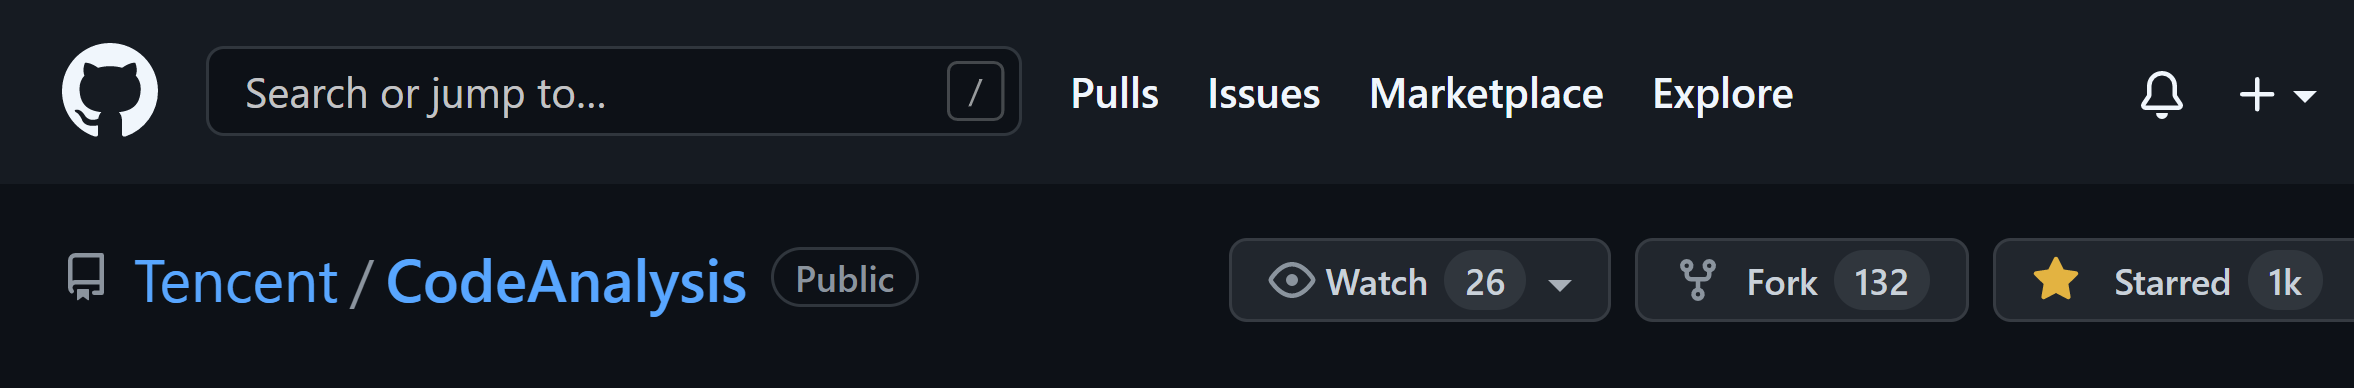 Search or jump to... / Pulls Issues Marketplace Explore
Tencent / CodeAnalysis Public Watch 26 Fork 132 Starred 1k